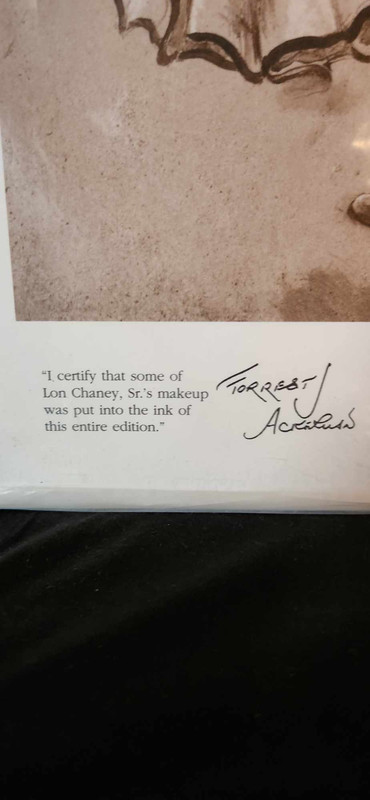 "I certify that some of
Lon Chaney, Sr.'s makeup
was put into the ink of
this entire edition."
FORREST J
ACKERMAN